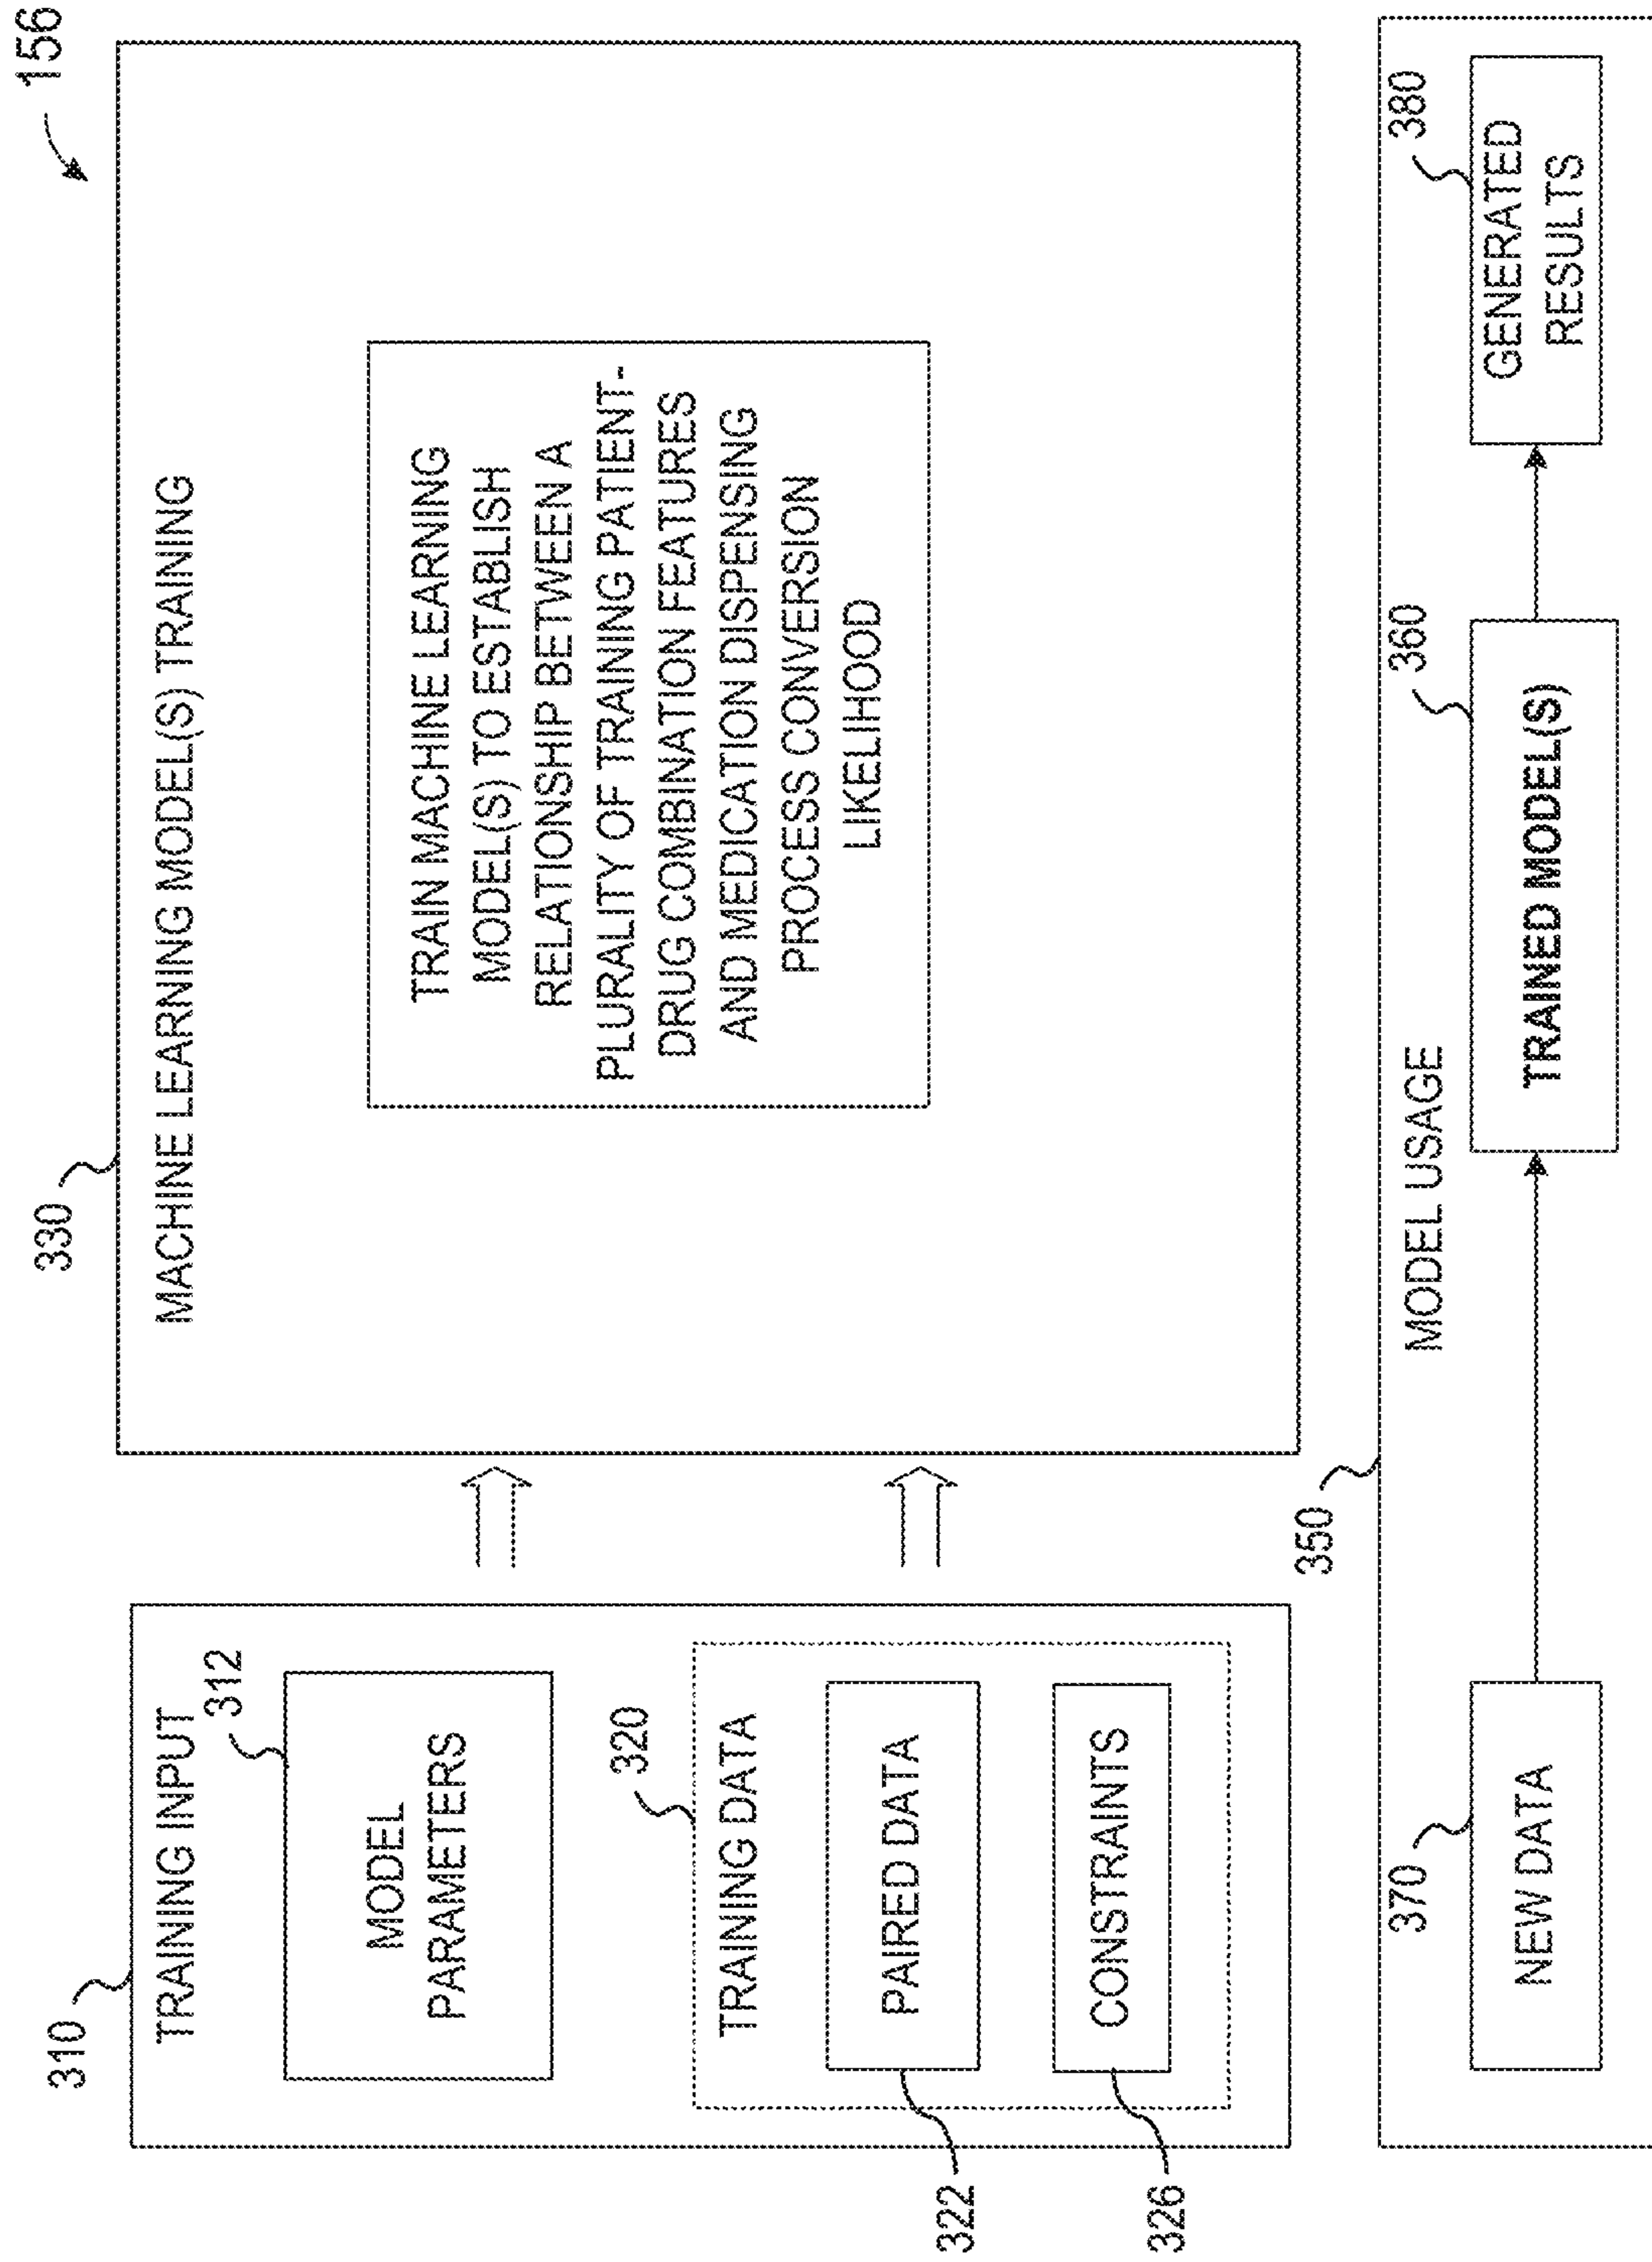 156
310
TRAINING INPUT
312
MODEL
PARAMETERS
320
TRAINING DATA
PAIRED DATA
322
CONSTRAINTS
326
330
MACHINE LEARNING MODEL(S) TRAINING
TRAIN MACHINE LEARNING
MODEL(S) TO ESTABLISH
RELATIONSHIP BETWEEN A
PLURALITY OF TRAINING PATIENT-
DRUG COMBINATION FEATURES
AND MEDICATION DISPENSING
PROCESS CONVERSION
LIKELIHOOD
350
MODEL USAGE
370
NEW DATA
360
TRAINED MODEL(S)
380
GENERATED
RESULTS